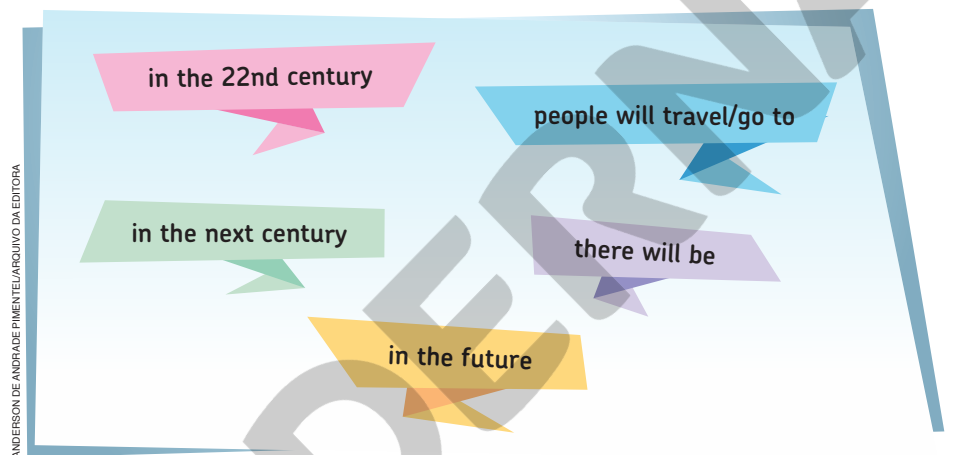 in the 22nd century
people will travel/go to
in the next century
there will be
in the future
ANDERSON DE ANDRADE PIMENTEL/ARQUIVO DA EDITORA